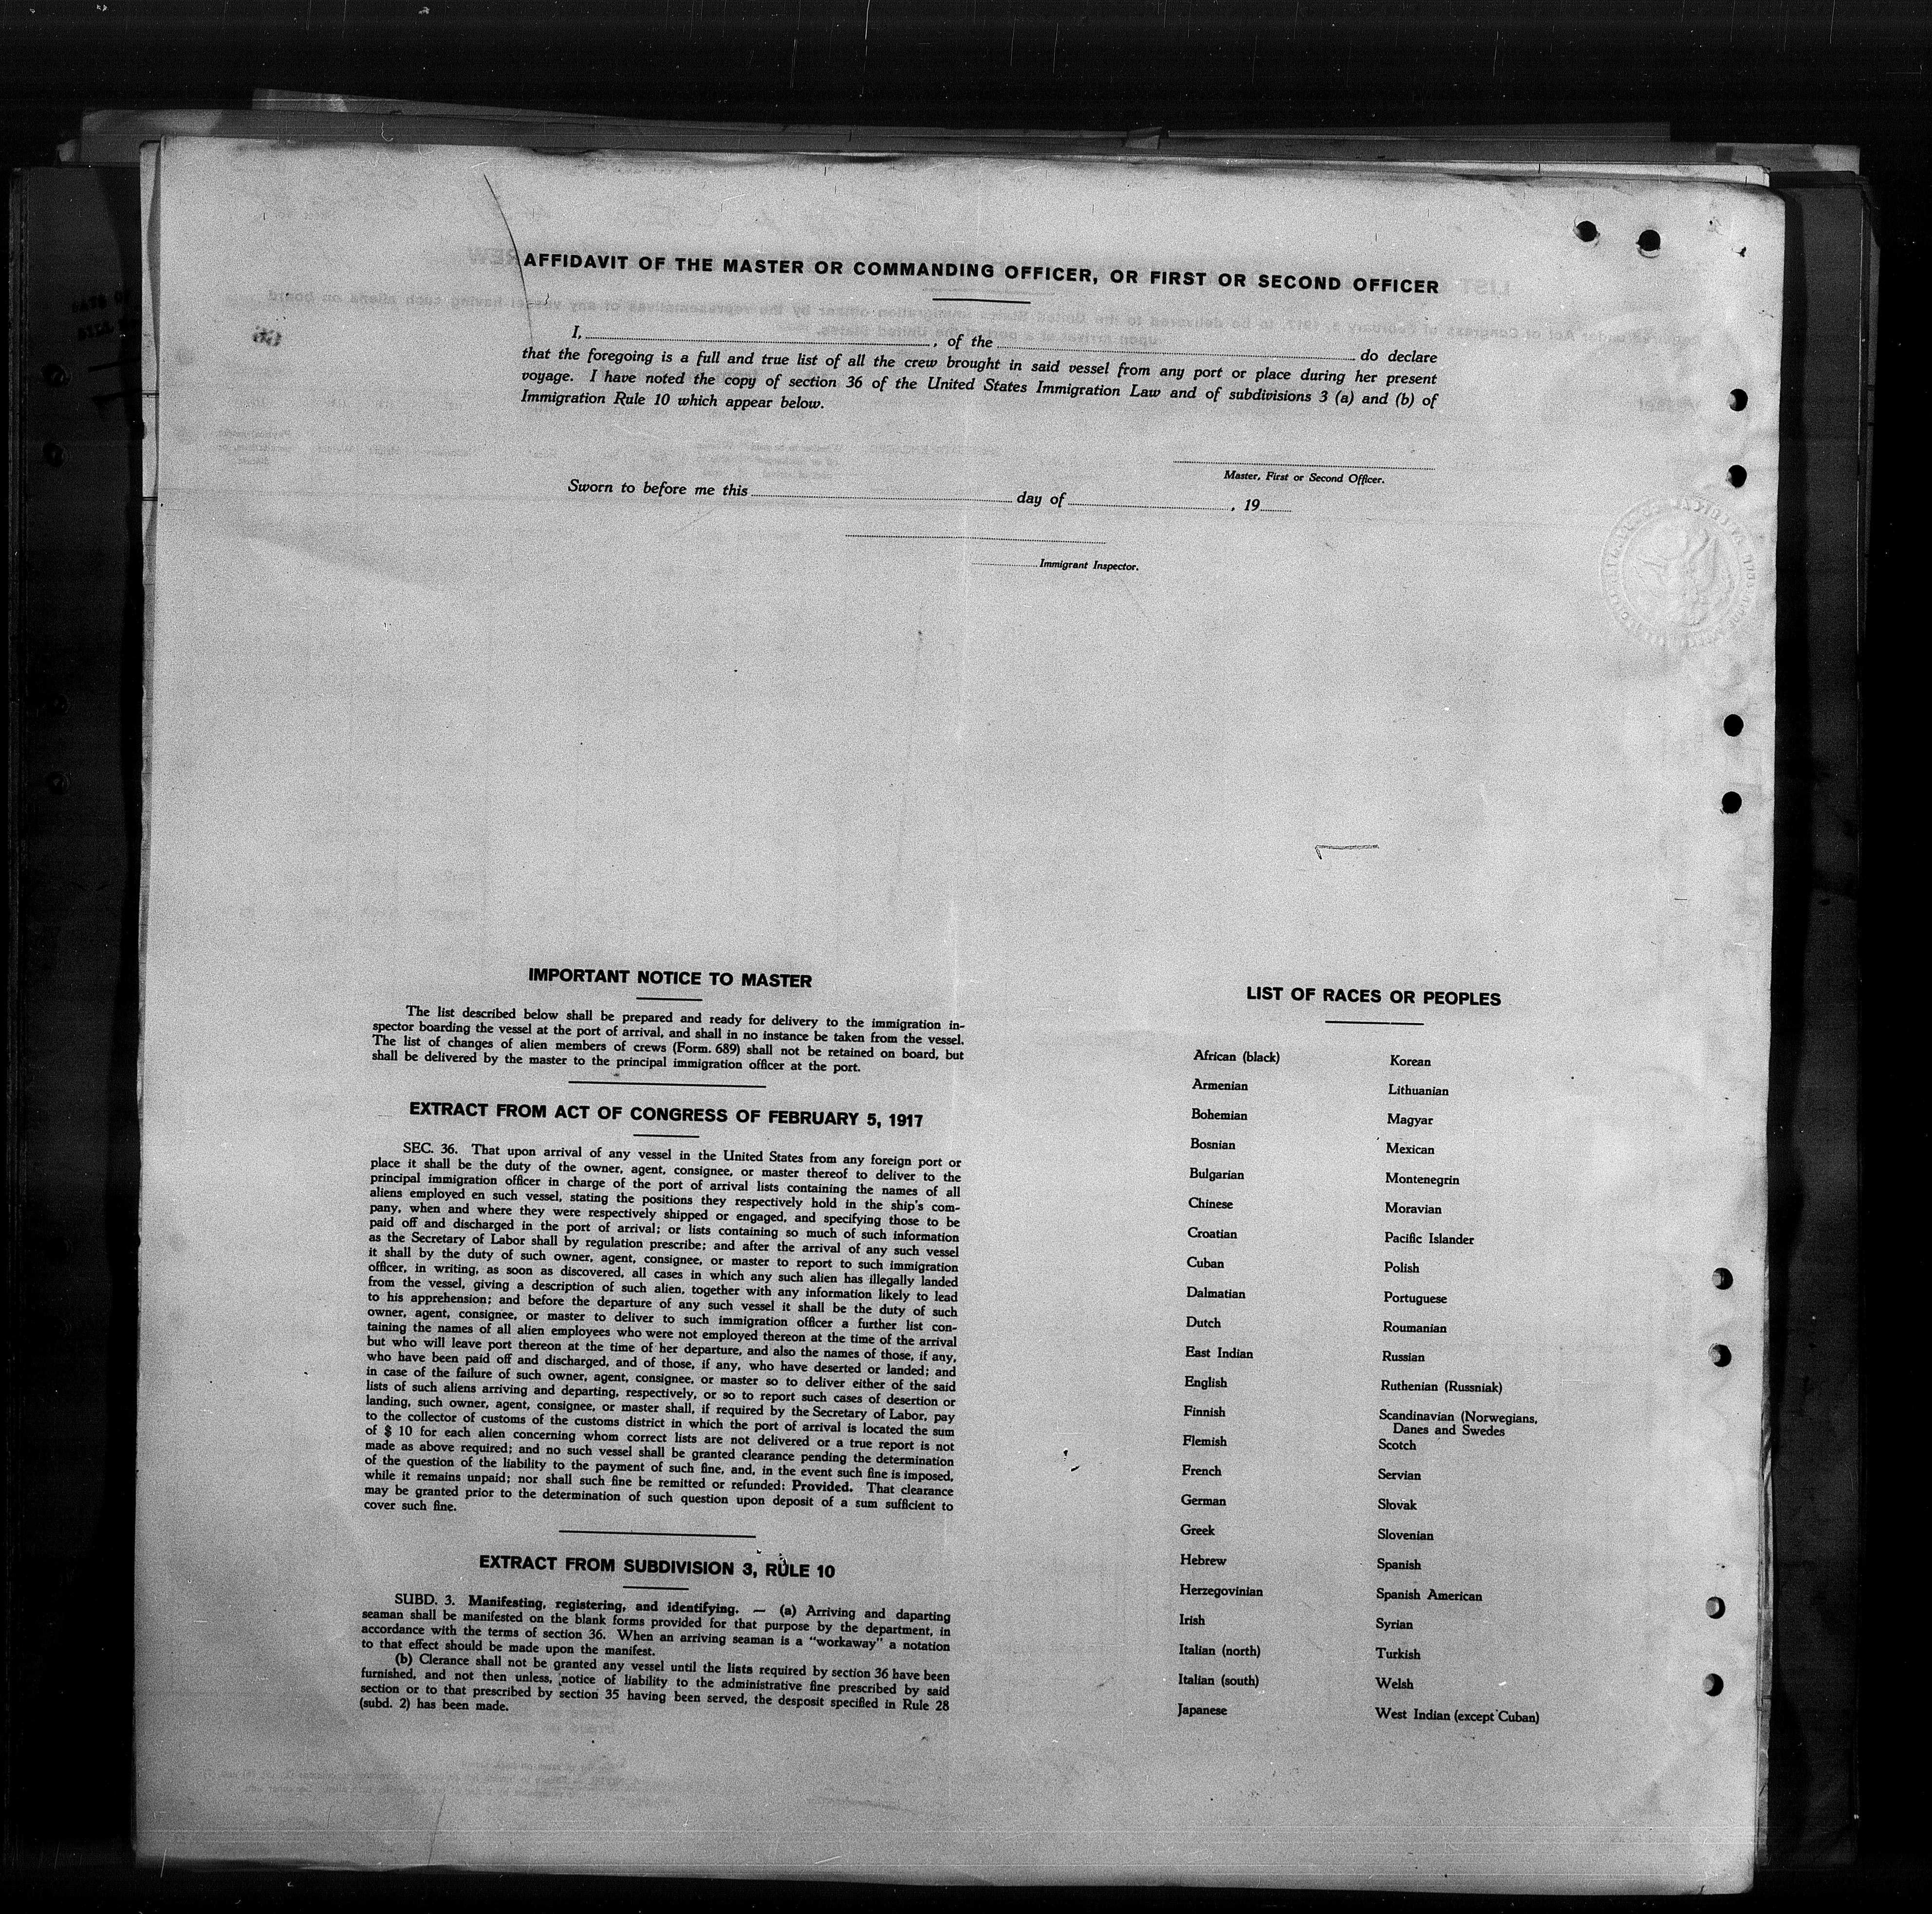 AFFIDAVIT OF THE MASTER OR COMMANDING OFFICER, OR FIRST OR SECOND OFFICER
I, , of the do declare
that the foregoing is a full and true list of all the crew brought in said vessel from any port or place during her present
voyage. I have noted the copy of section 36 of the United States Immigration Law and of subdivisions 3 (a) and (b) of
Immigration Rule 10 which appear below.
Master, First or Second Officer.
Sworn to before me this day of , 19
Immigrant Inspector.
IMPORTANT NOTICE TO MASTER
The list described below shall be prepared and ready for delivery to the immigration in-
spector boarding the vessel at the port of arrival, and shall in no instance be taken from the vessel.
The list of changes of alien members of crews (Form. 689) shall not be retained on board, but
shall be delivered by the master to the principal immigration officer at the port.
EXTRACT FROM ACT OF CONGRESS OF FEBRUARY 5, 1917
SEC. 36. That upon arrival of any vessel in the United States from any foreign port or
place it shall be the duty of the owner, agent, consignee, or master thereof to deliver to the
principal immigration officer in charge of the port of arrival lists containing the names of all
aliens employed en such vessel, stating the positions they respectively hold in the ship's com-
pany, when and where they were respectively shipped or engaged, and specifying those to be
paid off and discharged in the port of arrival; or lists containing so much of such information
as the Secretary of Labor shall by regulation prescribe; and after the arrival of any such vessel
it shall by the duty of such owner, agent, consignee, or master to report to such immigration
officer, in writing, as soon as discovered, all cases in which any such alien has illegally landed
from the vessel, giving a description of such alien, together with any information likely to lead
to his apprehension; and before the departure of any such vessel it shall be the duty of such
owner, agent, consignee, or master to deliver to such immigration officer a further list con-
taining the names of all alien employees who were not employed thereon at the time of the arrival
but who will leave port thereon at the time of her departure, and also the names of those, if any,
who have been paid off and discharged, and of those, if any, who have deserted or landed; and
in case of the failure of such owner, agent, consignee, or master so to deliver either of the said
lists of such aliens arriving and departing, respectively, or so to report such cases of desertion or
landing, such owner, agent, consignee, or master shall, if required by the Secretary of Labor, pay
to the collector of customs of the customs district in which the port of arrival is located the sum
of $ 10 for each alien concerning whom correct lists are not delivered or a true report is not
made as above required; and no such vessel shall be granted clearance pending the determination
of the question of the liability to the payment of such fine, and, in the event such fine is imposed,
while it remains unpaid; nor shall such fine be remitted or refunded: Provided. That clearance
may be granted prior to the determination of such question upon deposit of a sum sufficient to
cover such fine.
EXTRACT FROM SUBDIVISION 3, RULE 10
SUBD. 3. Manifesting, registering, and identifying. — (a) Arriving and daparting
seaman shall be manifested on the blank forms provided for that purpose by the department, in
accordance with the terms of section 36. When an arriving seaman is a "workaway" a notation
to that effect should be made upon the manifest.
(b) Clerance shall not be granted any vessel until the lists required by section 36 have been
furnished, and not then unless, notice of liability to the administrative fine prescribed by said
section or to that prescribed by section 35 having been served, the desposit specified in Rule 28
(subd. 2) has been made.
LIST OF RACES OR PEOPLES
African (black)
Armenian
Bohemian
Bosnian
Bulgarian
Chinese
Croatian
Cuban
Dalmatian
Dutch
East Indian
English
Finnish
Flemish
French
German
Greek
Hebrew
Herzegovinian
Irish
Italian (north)
Italian (south)
Japanese
Korean
Lithuanian
Magyar
Mexican
Montenegrin
Moravian
Pacific Islander
Polish
Portuguese
Roumanian
Russian
Ruthenian (Russniak)
Scandinavian (Norwegians,
Danes and Swedes
Scotch
Servian
Slovak
Slovenian
Spanish
Spanish American
Syrian
Turkish
Welsh
West Indian (except Cuban)